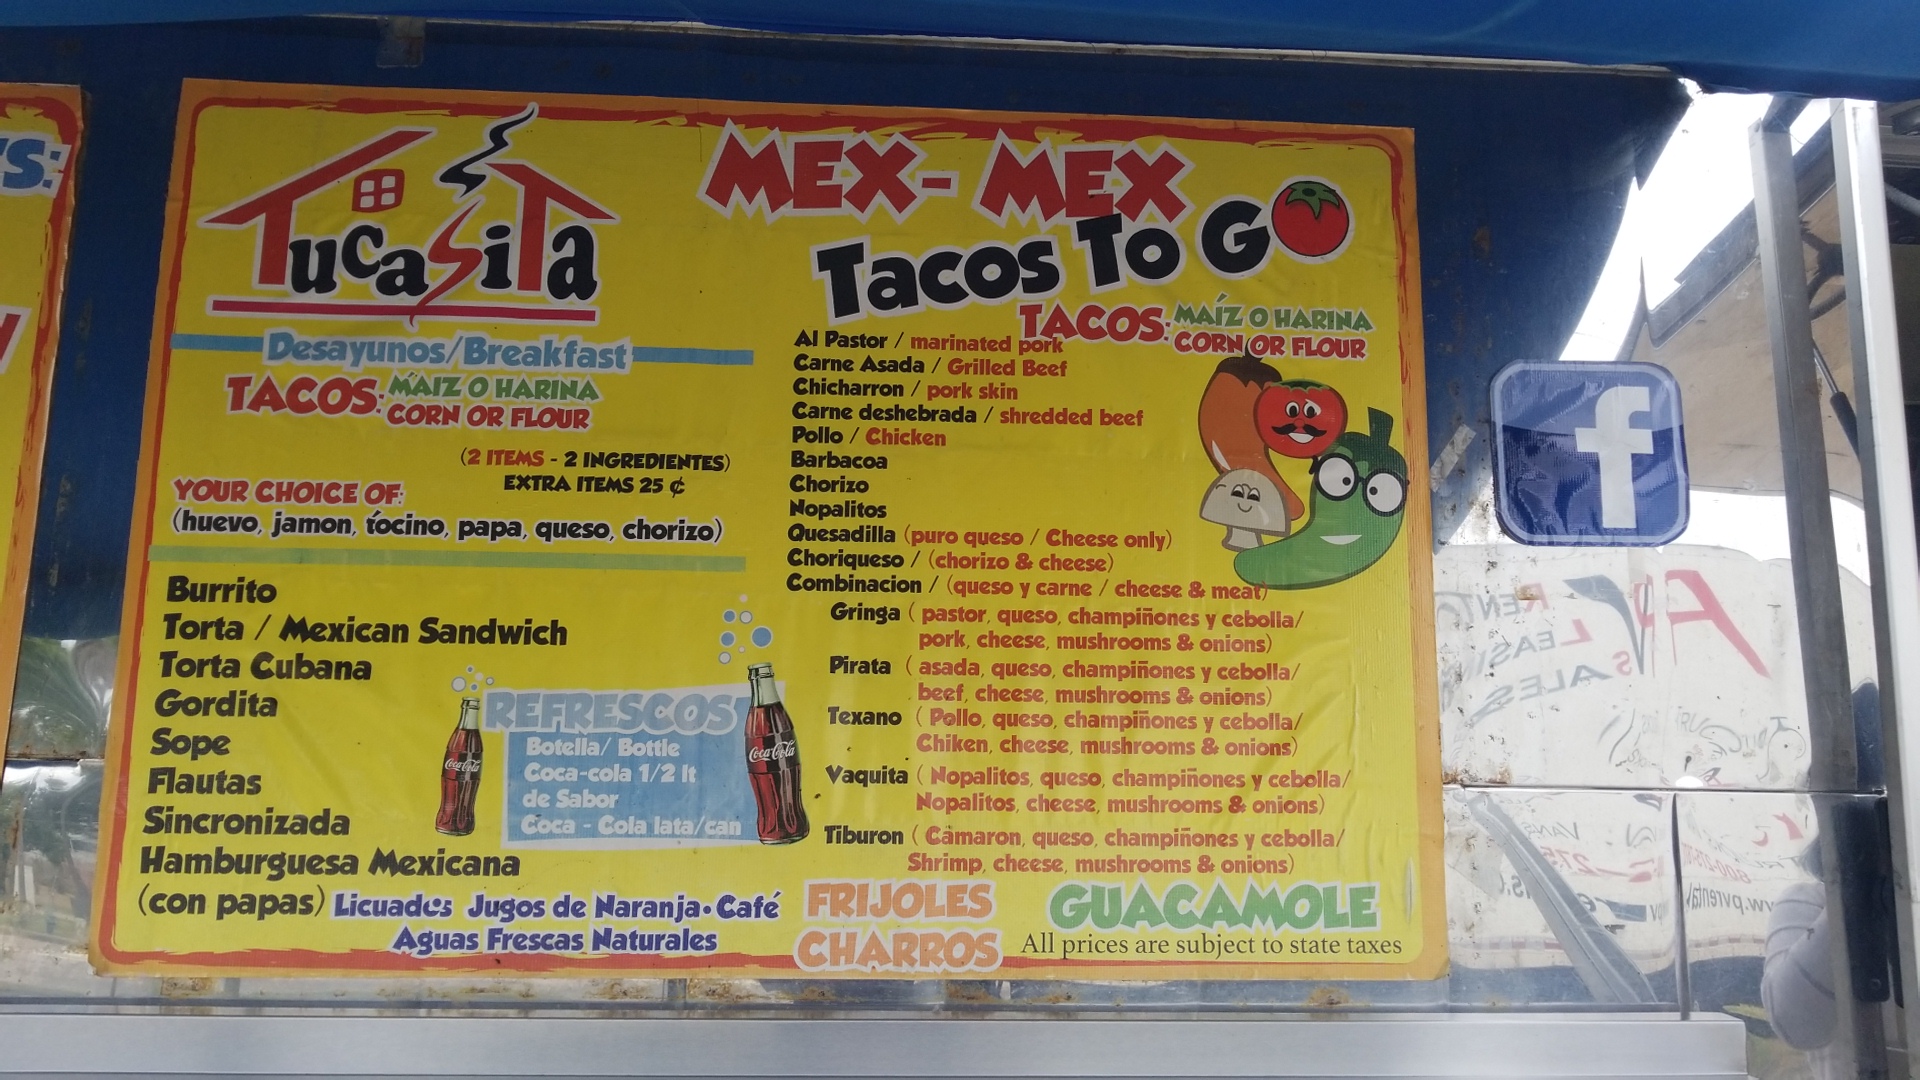 S:
TucasiTa
Desayunos/Breakfast
TACOS: MAIZ O HARINA
CORN OR FLOUR
(2 ITEMS - 2 INGREDIENTES)
EXTRA ITEMS 25 ¢
YOUR CHOICE OF:
(huevo, jamon, tocino, papa, queso, chorizo)
Burrito
Torta / Mexican Sandwich
Torta Cubana
Gordita
Sope
Flautas
Sincronizada
Hamburguesa Mexicana
(con papas)
REFRESCOS
Botella/ Bottle
Coca-cola 1/2 lt
de Sabor
Coca - Cola lata/can
Coca-Cola
Coca-Cola
Licuados Jugos de Naranja • Café
Aguas Frescas Naturales
MEX- MEX
Tacos To GO
TACOS: MAÍZ O HARINA
CORN OR FLOUR
Al Pastor / marinated pork
Carne Asada / Grilled Beef
Chicharron / pork skin
Carne deshebrada / shredded beef
Pollo / Chicken
Barbacoa
Chorizo
Nopalitos
Quesadilla (puro queso / Cheese only)
Choriqueso / (chorizo & cheese)
Combinacion / (queso y carne / cheese & meat)
Gringa ( pastor, queso, champiñones y cebolla/
pork, cheese, mushrooms & onions)
Pirata ( asada, queso, champiñones y cebolla/
beef, cheese, mushrooms & onions)
Texano ( Pollo, queso, champiñones y cebolla/
Chiken, cheese, mushrooms & onions)
Vaquita ( Nopalitos, queso, champiñones y cebolla/
Nopalitos, cheese, mushrooms & onions)
Tiburon ( Camaron, queso, champiñones y cebolla/
Shrimp, cheese, mushrooms & onions)
FRIJOLES
CHARROS
GUACAMOLE
All prices are subject to state taxes
f
RENT
LEASI
SALES